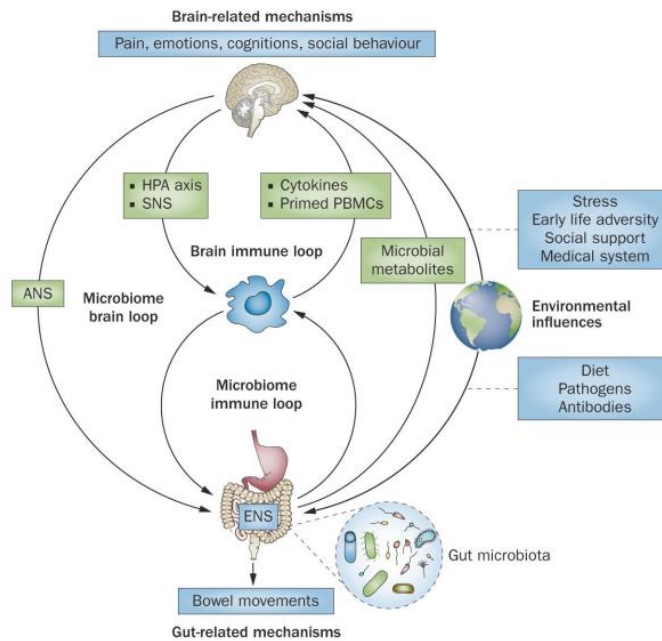 Brain-related mechanisms
Pain, emotions, cognitions, social behaviour
▪ HPA axis
▪ SNS
▪ Cytokines
▪ Primed PBMCs
Stress
Early life adversity
Social support
Medical system
Brain immune loop
Microbial
metabolites
ANS
Microbiome
brain loop
Environmental
influences
Microbiome
immune loop
Diet
Pathogens
Antibodies
ENS
Gut microbiota
Bowel movements
Gut-related mechanisms